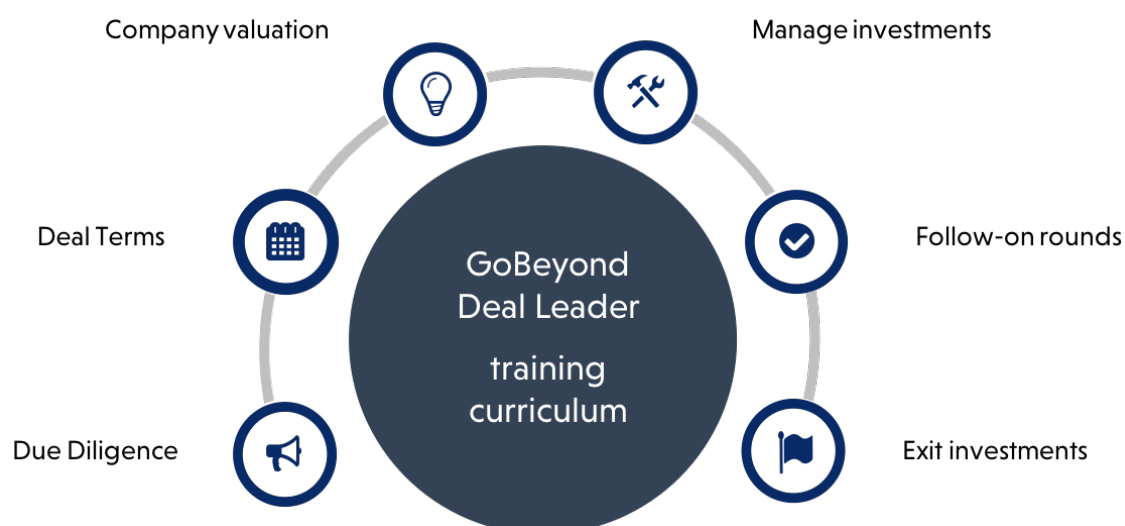 Company valuation
Manage investments
Deal Terms
Follow-on rounds
GoBeyond
Deal Leader
training
curriculum
Due Diligence
Exit investments